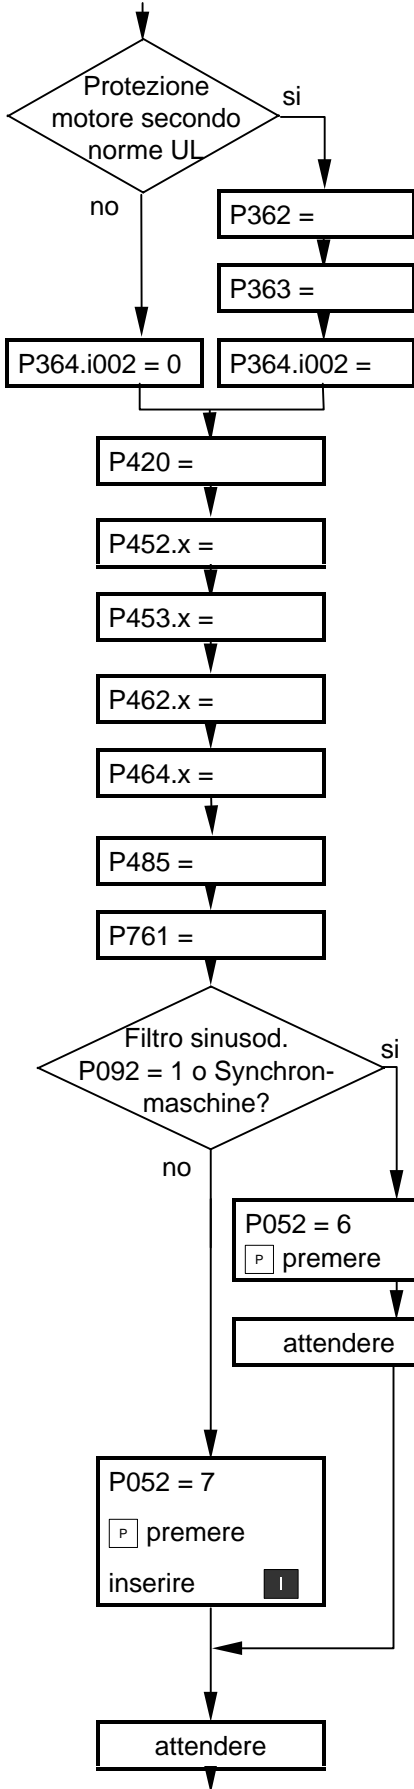 Protezione
motore secondo
norme UL
si
no
P362 =
P363 =
P364.i002 = 0
P364.i002 =
P420 =
P452.x =
P453.x =
P462.x =
P464.x =
P485 =
P761 =
Filtro sinusod.
P092 = 1 o Synchron-
maschine?
si
no
P052 = 6
P premere
attendere
P052 = 7
P premere
inserire I
attendere